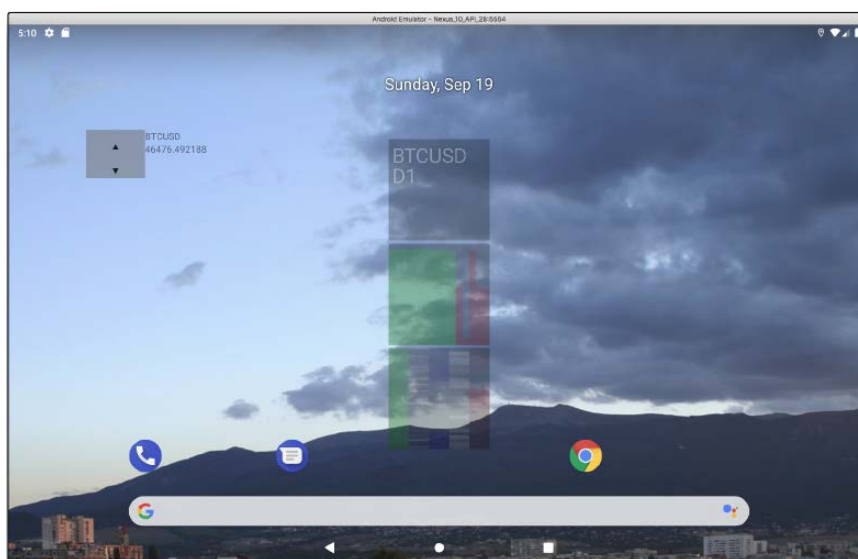 Android Emulator - Nexus_10_API_28:5554
5:10
Sunday, Sep 19
BTCUSD
46476.492188
BTCUSD
D1